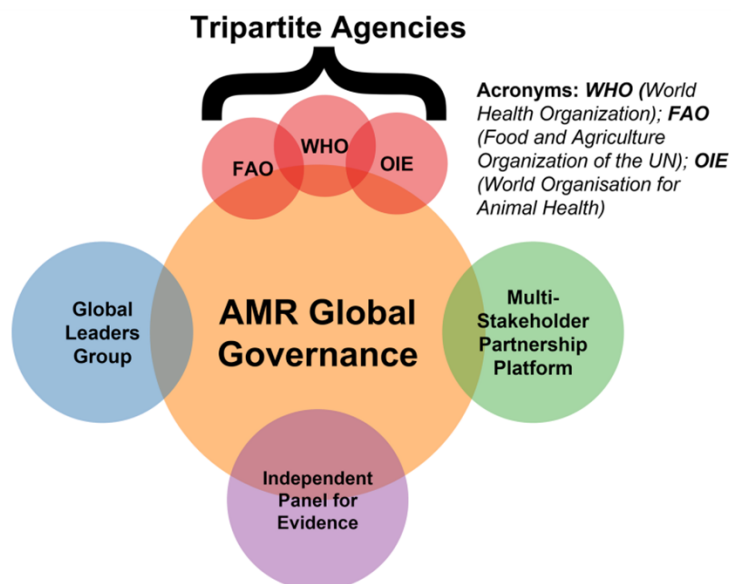 Tripartite Agencies
Acronyms: WHO (World
Health Organization); FAO
(Food and Agriculture
Organization of the UN); OIE
(World Organisation for
Animal Health)
FAO
WHO
OIE
Global
Leaders
Group
AMR Global
Governance
Multi-
Stakeholder
Partnership
Platform
Independent
Panel for
Evidence